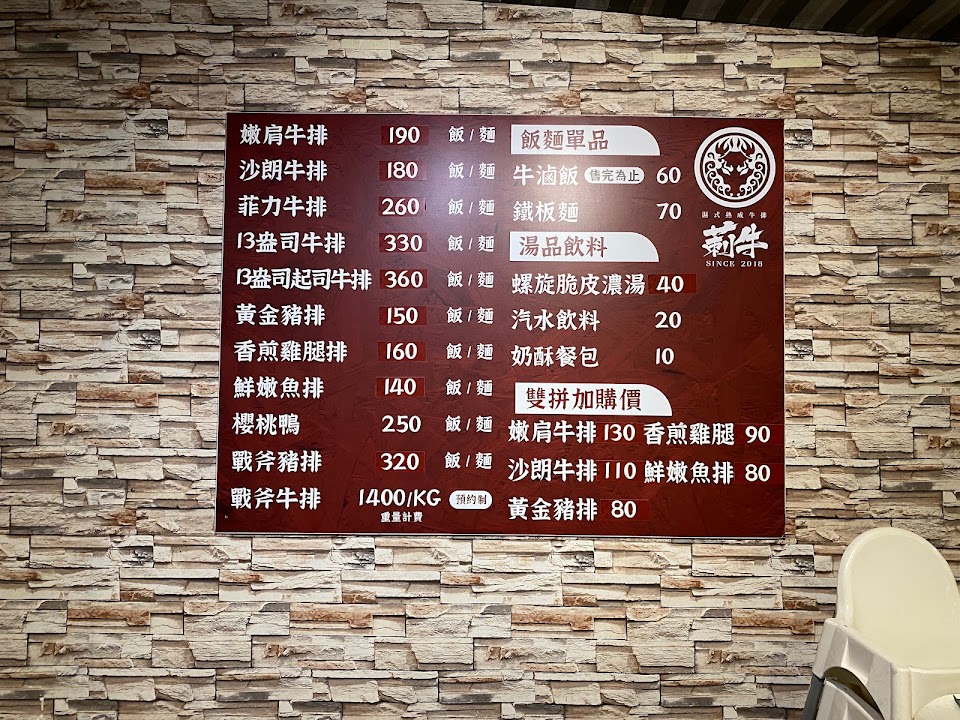 嫩肩牛排 190 飯/麵
沙朗牛排 180 飯/麵
菲力牛排 260 飯/麵
13盎司牛排 330 飯/麵
13盎司起司牛排 360 飯/麵
黃金豬排 150 飯/麵
香煎雞腿排 160 飯/麵
鮮嫩魚排 140 飯/麵
櫻桃鴨 250 飯/麵
戰斧豬排 320 飯/麵
戰斧牛排 1400/KG 預約制
重量計費
飯麵單品
牛滷飯 售完為止 60
鐵板麵 70
湯品飲料
螺旋脆皮濃湯 40
汽水飲料 20
奶酥餐包 10
雙拼加購價
嫩肩牛排 130 香煎雞腿 90
沙朗牛排 110 鮮嫩魚排 80
黃金豬排 80
濕式熟成牛排
牛
SINCE 2018